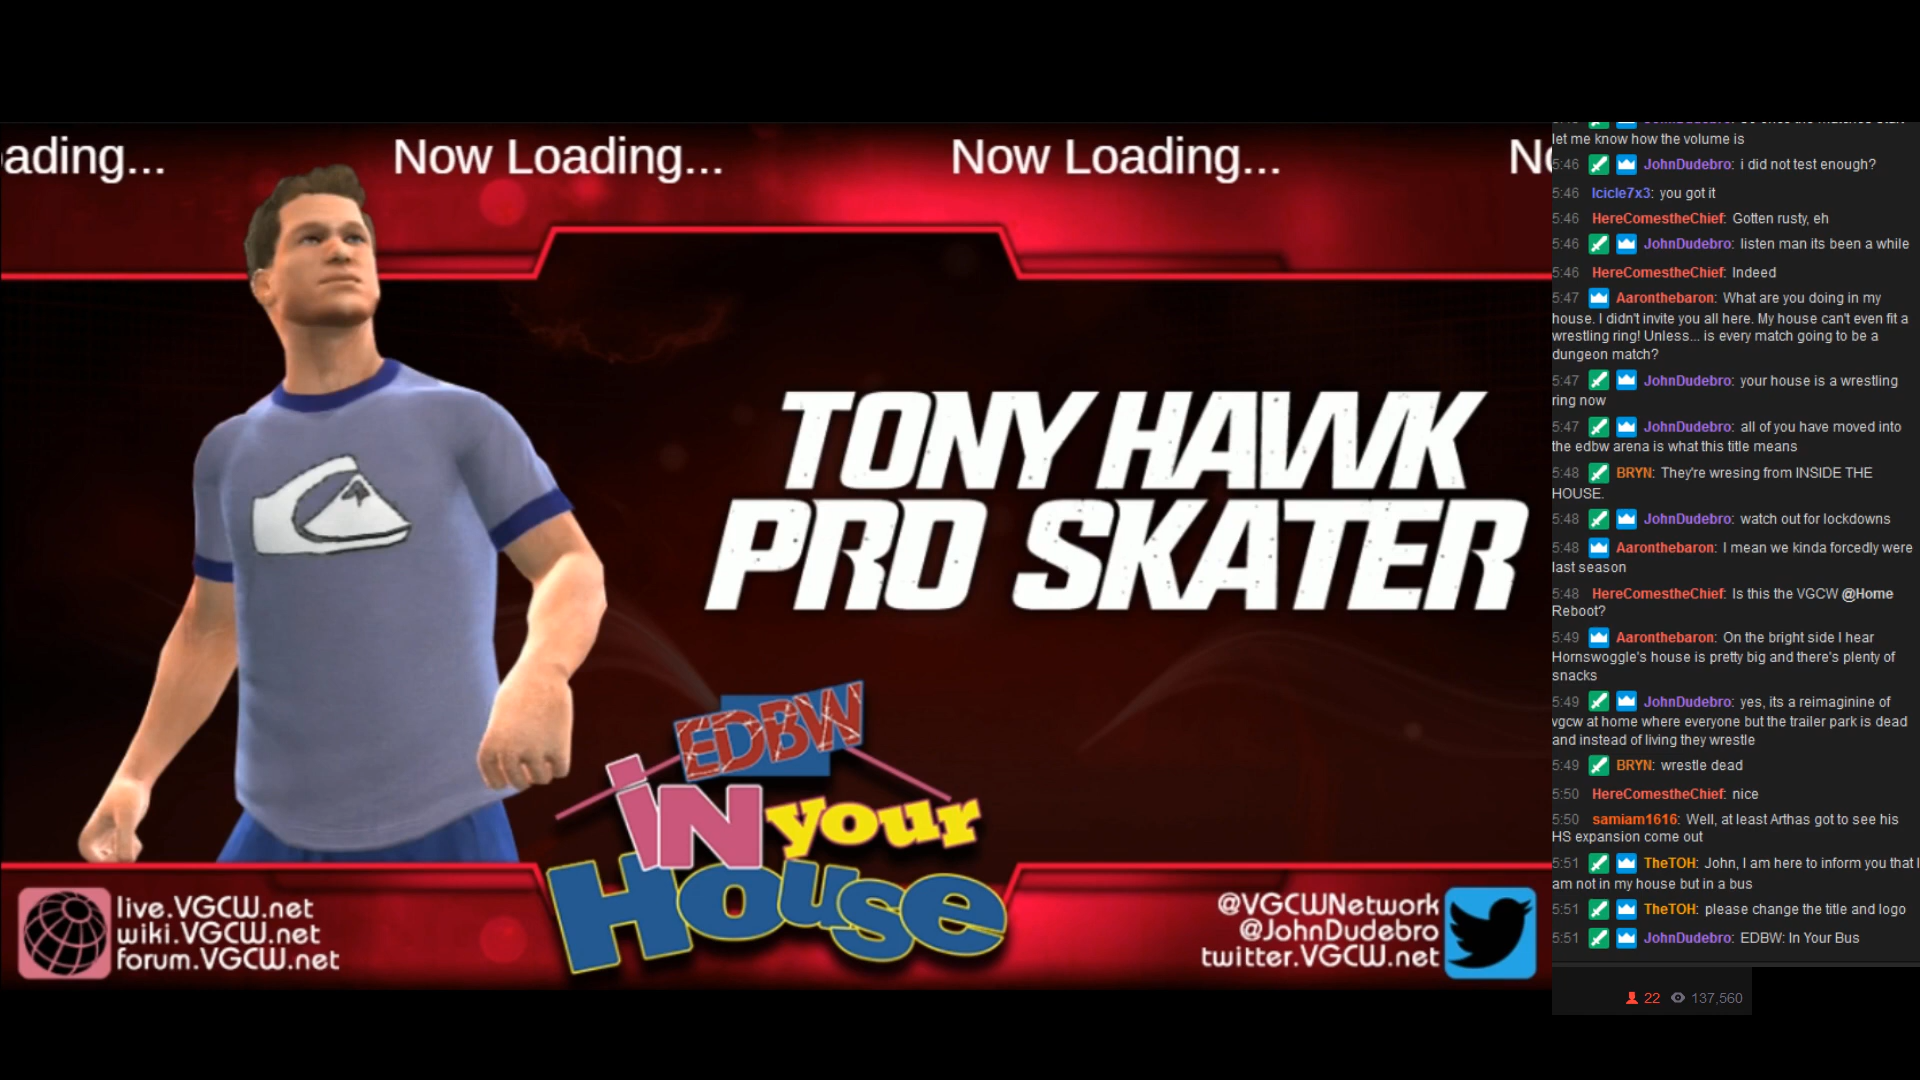 ading...
Now Loading...
Now Loading...
No
TONY HAWK
PRO SKATER
EDBW
IN your
House
live.VGCW.net
wiki.VGCW.net
forum.VGCW.net
@VGCWNetwork
@JohnDudebro
twitter.VGCW.net
let me know how the volume is
5:46 JohnDudebro: i did not test enough?
5:46 Icicle7x3: you got it
5:46 HereComestheChief: Gotten rusty, eh
5:46 JohnDudebro: listen man its been a while
5:46 HereComestheChief: Indeed
5:47 Aaronthebaron: What are you doing in my
house. I didn't invite you all here. My house can't even fit a
wrestling ring! Unless... is every match going to be a
dungeon match?
5:47 JohnDudebro: your house is a wrestling
ring now
5:47 JohnDudebro: all of you have moved into
the edbw arena is what this title means
5:48 BRYN: They're wresing from INSIDE THE
HOUSE.
5:48 JohnDudebro: watch out for lockdowns
5:48 Aaronthebaron: I mean we kinda forcedly were
last season
5:48 HereComestheChief: Is this the VGCW @Home
Reboot?
5:49 Aaronthebaron: On the bright side I hear
Hornswoggle's house is pretty big and there's plenty of
snacks
5:49 JohnDudebro: yes, its a reimaginine of
vgcw at home where everyone but the trailer park is dead
and instead of living they wrestle
5:49 BRYN: wrestle dead
5:50 HereComestheChief: nice
5:50 samiam1616: Well, at least Arthas got to see his
HS expansion come out
5:51 TheTOH: John, I am here to inform you that I
am not in my house but in a bus
5:51 TheTOH: please change the title and logo
5:51 JohnDudebro: EDBW: In Your Bus
22 137,560